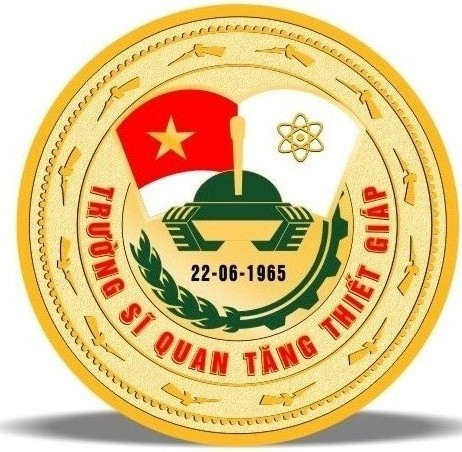 22-06-1965
TRƯỜNG SĨ QUAN TĂNG THIẾT GIÁP